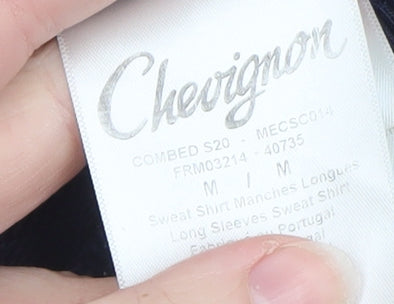 Chevignon
COMBED S20 - MECSC014
FRM03214 - 40735
M / M
Sweat Shirt Manches Longues
Long Sleeves Sweat Shirt
Portugal